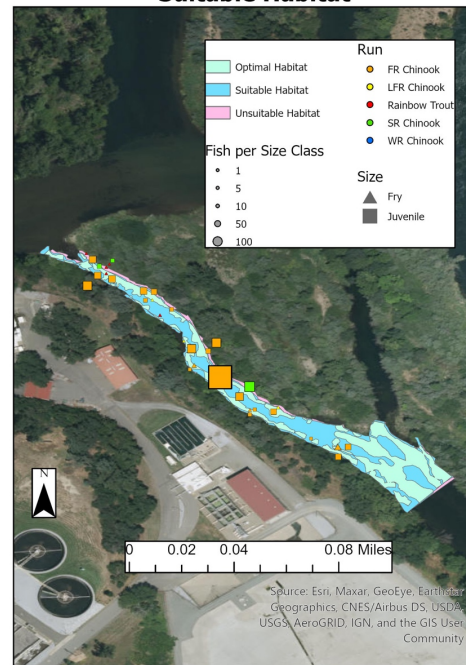 Suitable Habitat
Optimal Habitat
Suitable Habitat
Unsuitable Habitat
Fish per Size Class
1
5
10
50
100
Run
FR Chinook
LFR Chinook
Rainbow Trout
SR Chinook
WR Chinook
Size
Fry
Juvenile
N
0 0.02 0.04 0.08 Miles
Source: Esri, Maxar, GeoEye, Earthstar
Geographics, CNES/Airbus DS, USDA,
USGS, AeroGRID, IGN, and the GIS User
Community